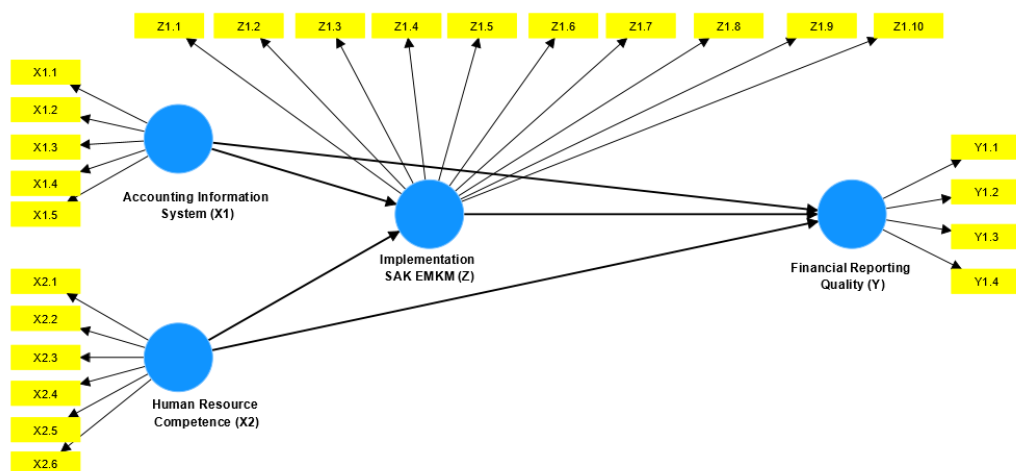 Z1.1
Z1.2
Z1.3
Z1.4
Z1.5
Z1.6
Z1.7
Z1.8
Z1.9
Z1.10
X1.1
X1.2
X1.3
X1.4
X1.5
Accounting Information
System (X1)
Implementation
SAK EMKM (Z)
Y1.1
Y1.2
Y1.3
Y1.4
Financial Reporting
Quality (Y)
X2.1
X2.2
X2.3
X2.4
X2.5
X2.6
Human Resource
Competence (X2)